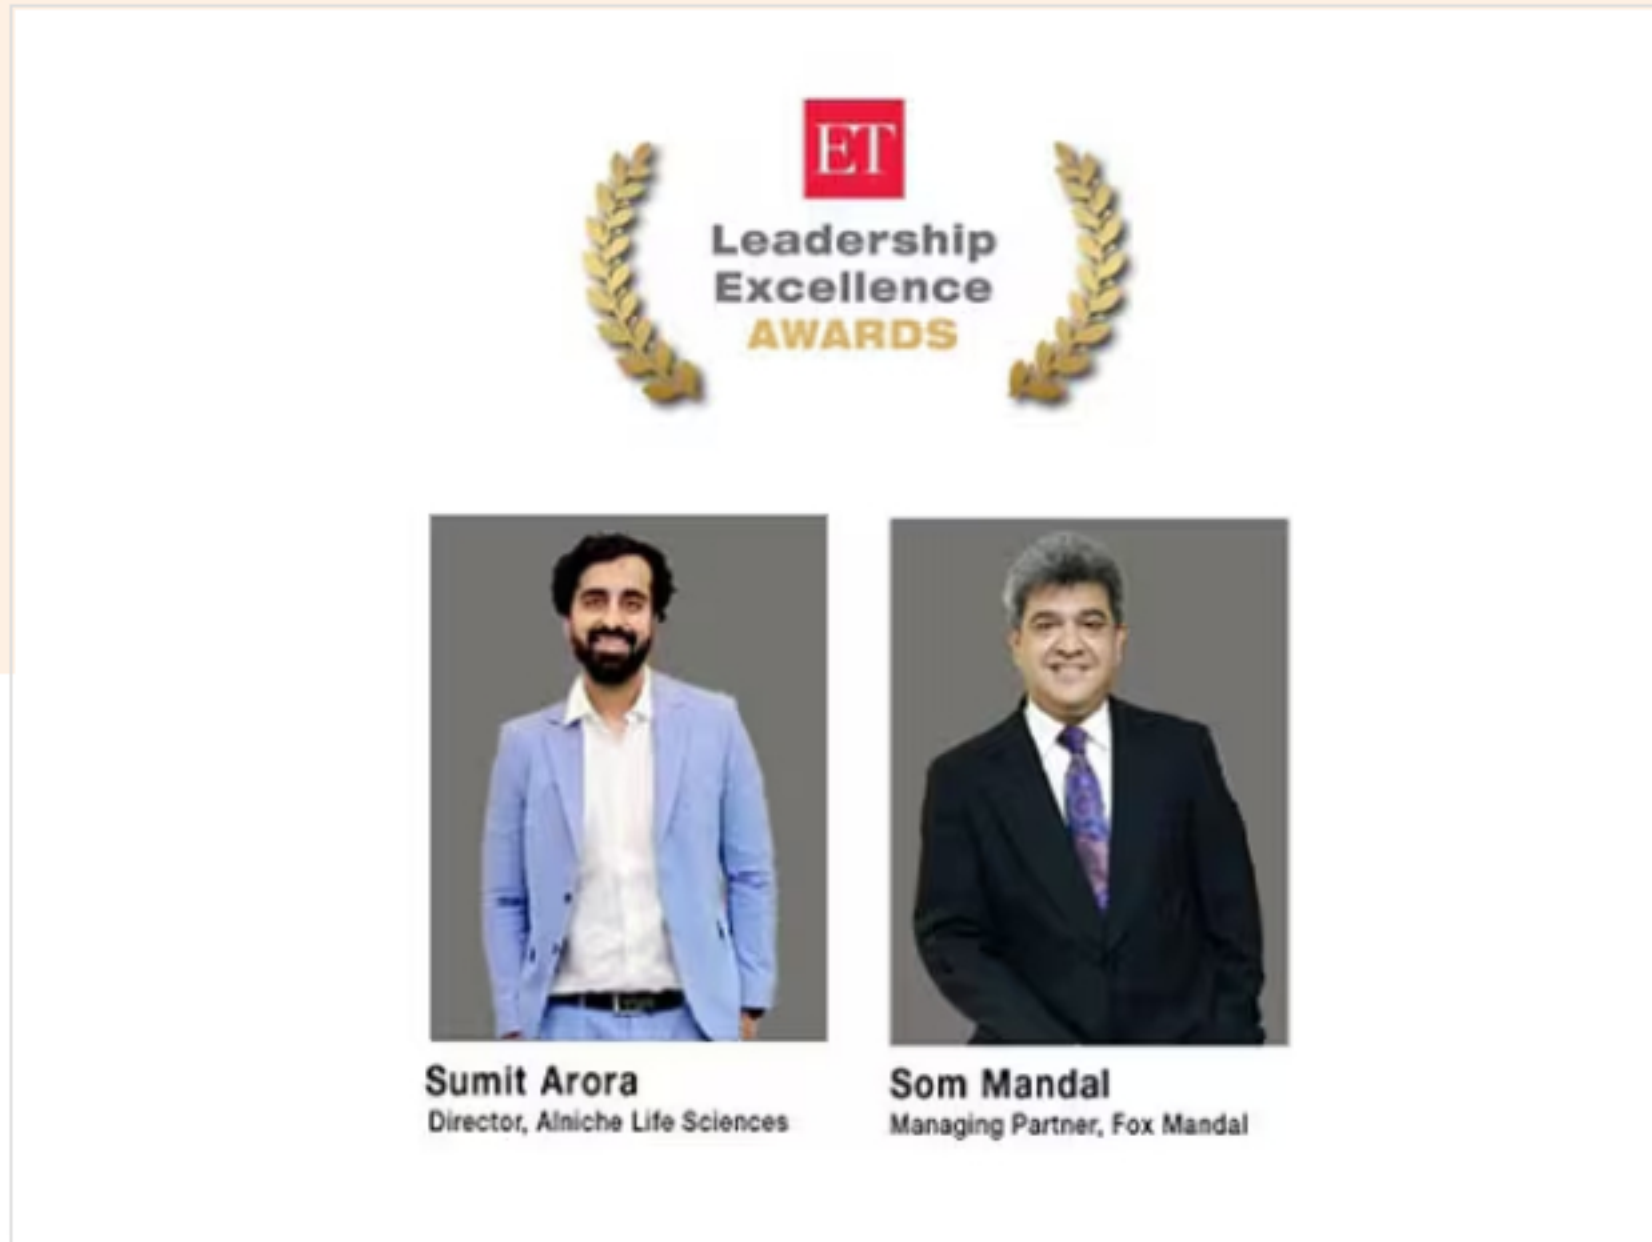 ET
Leadership
Excellence
AWARDS
Sumit Arora
Director, Alniche Life Sciences
Som Mandal
Managing Partner, Fox Mandal